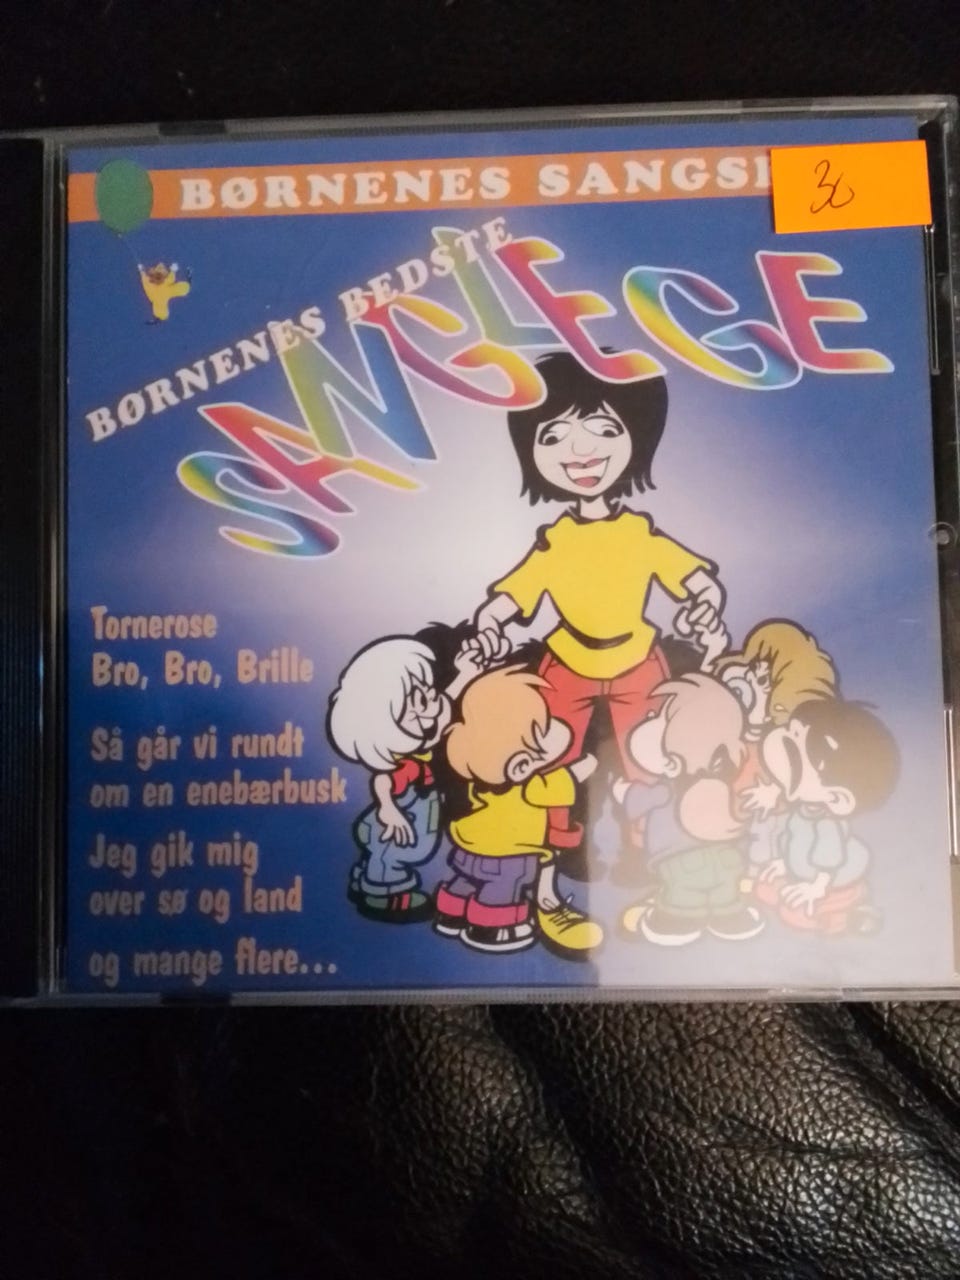 BØRNENES
30
BØRNENES BEDSTE
SANGLEGE
Tornerose
Bro, Bro, Brille
Så går vi rundt
om en enebærbusk
Jeg gik mig
over sø og land
og mange flere...